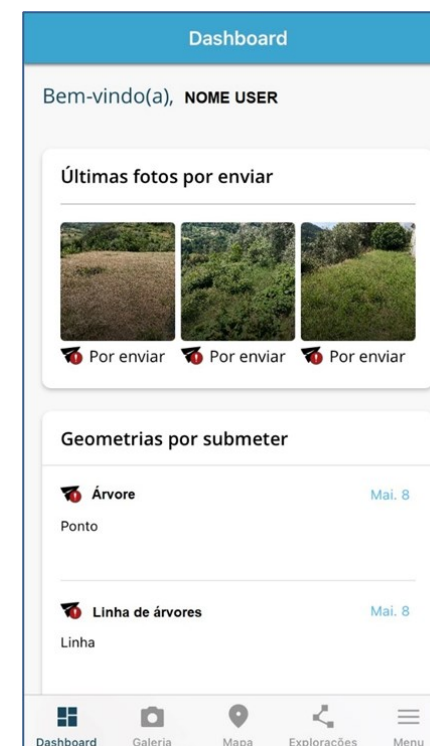 Dashboard
Bem-vindo(a), NOME USER
Últimas fotos por enviar
Por enviar Por enviar Por enviar
Geometrias por submeter
Árvore Mai. 8
Ponto
Linha de árvores Mai. 8
Linha
Dashboard Galeria Mapa Explorações Menu